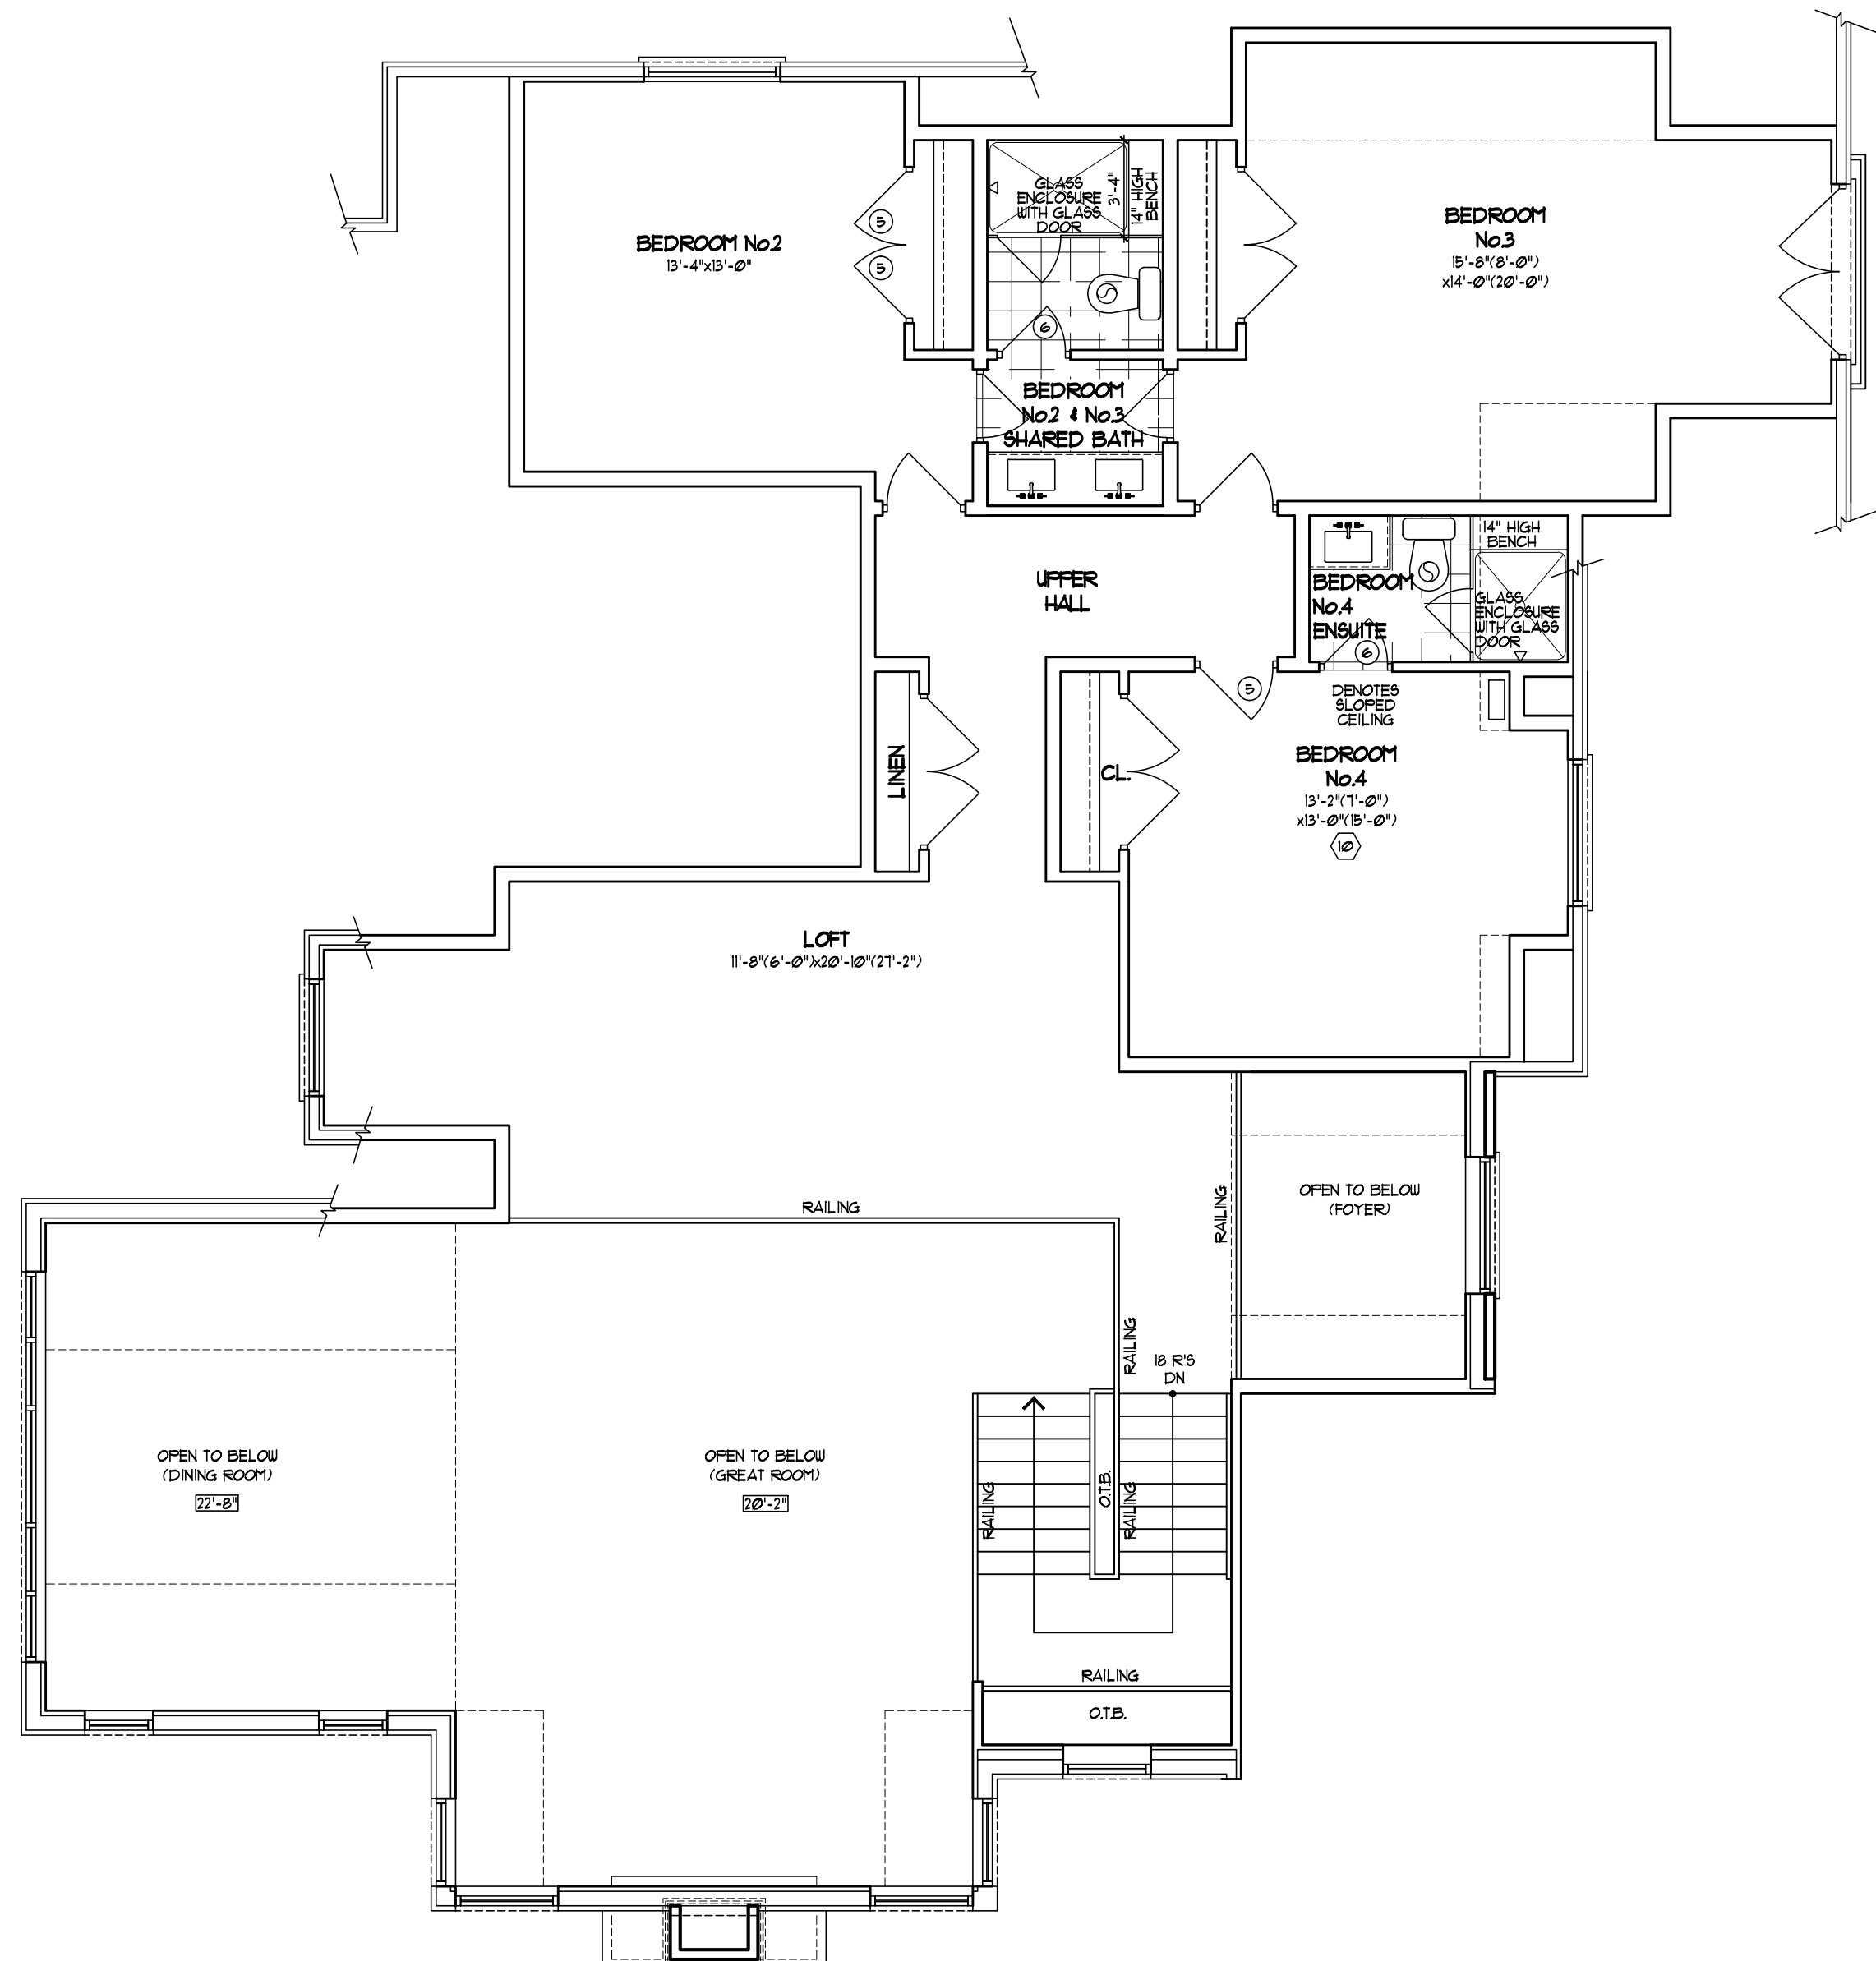 BEDROOM No.2
13'-4"x13'-0"
5
5
GLASS
ENCLOSURE
WITH GLASS
DOOR
3'-4"
14" HIGH
BENCH
6
BEDROOM
No.2 & No.3
SHARED BATH
BEDROOM
No.3
15'-8"(8'-0")
x14'-0"(20'-0")
UPPER
HALL
BEDROOM
No.4
ENSUITE
14" HIGH
BENCH
GLASS
ENCLOSURE
WITH GLASS
DOOR
6
5
DENOTES
SLOPED
CEILING
LINEN
CL.
BEDROOM
No.4
13'-2"(7'-0")
x13'-0"(15'-0")
10
LOFT
11'-8"(6'-0")x20'-10"(27'-2")
RAILING
RAILING
OPEN TO BELOW
(FOYER)
RAILING
18 R'S
DN
OPEN TO BELOW
(DINING ROOM)
22'-8"
OPEN TO BELOW
(GREAT ROOM)
20'-2"
RAILING
O.T.B.
RAILING
RAILING
O.T.B.